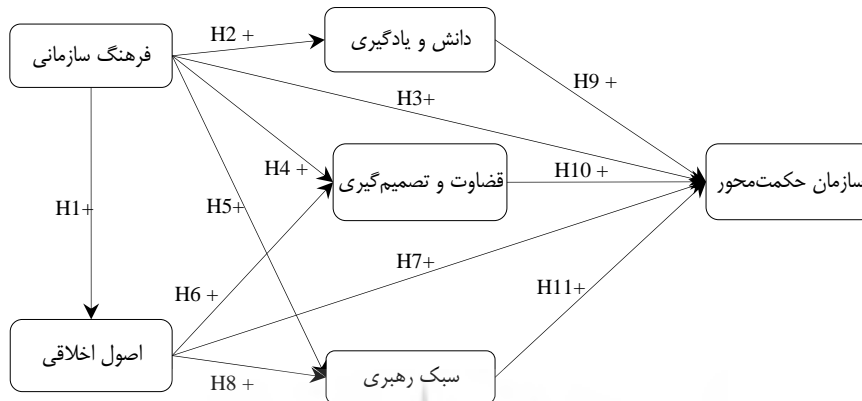 فرهنگ سازمانی
H2 +
دانش و یادگیری
H9 +
H3+
H4 +
قضاوت و تصمیم‌گیری
H10 +
سازمان حکمت‌محور
H1+
H5+
H6 +
H7+
H11+
اصول اخلاقی
H8 +
سبک رهبری